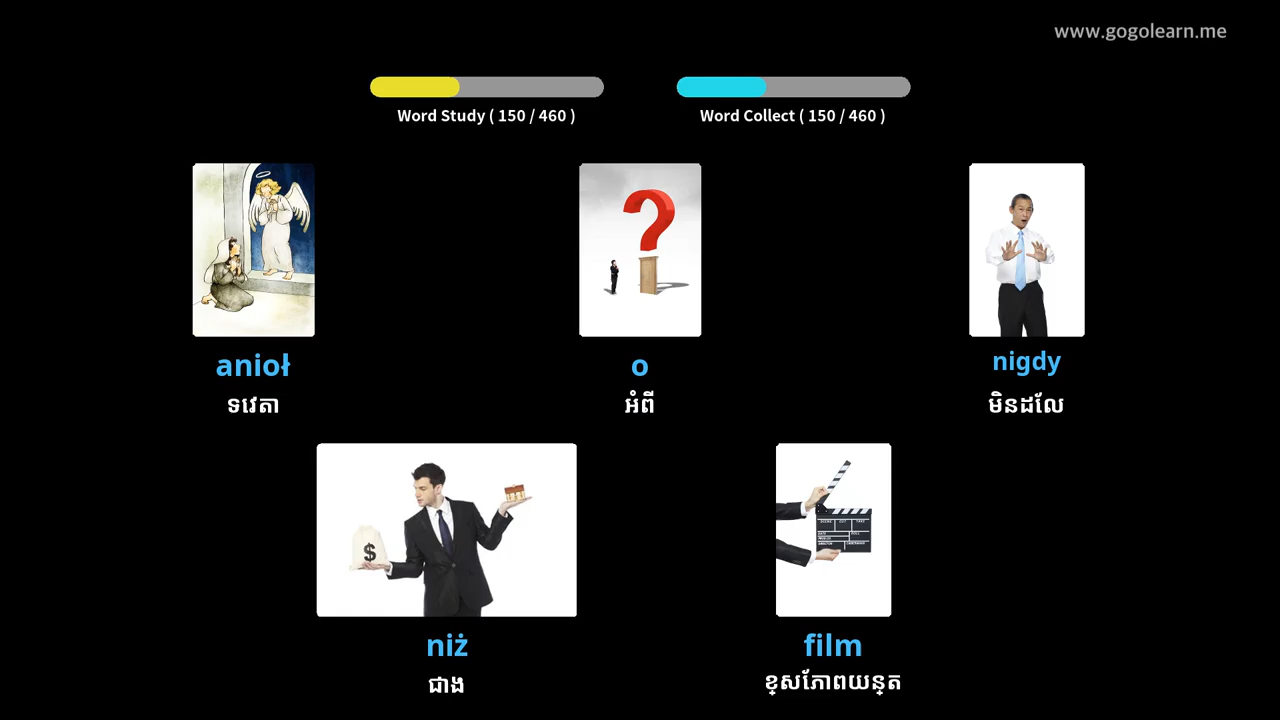 www.gogolearn.me
Word Study ( 150 / 460 )
Word Collect ( 150 / 460 )
anioł
ទវេតា
o
អំពី
nigdy
មិនដលែ
niż
ជាង
film
ខ្សភែាពយន្ត